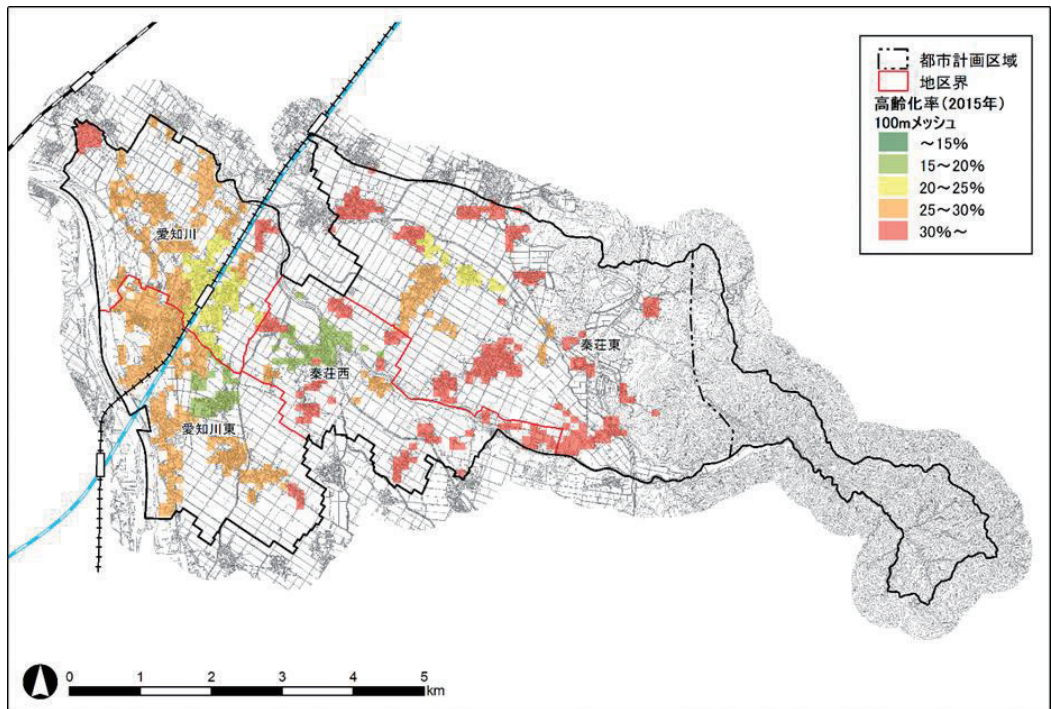 都市計画区域
地区界
高齢化率(2015年)
100mメッシュ
～15%
15～20%
20～25%
25～30%
30%～
愛知川
秦荘東
秦荘西
愛知川東
0 1 2 3 4 5
km